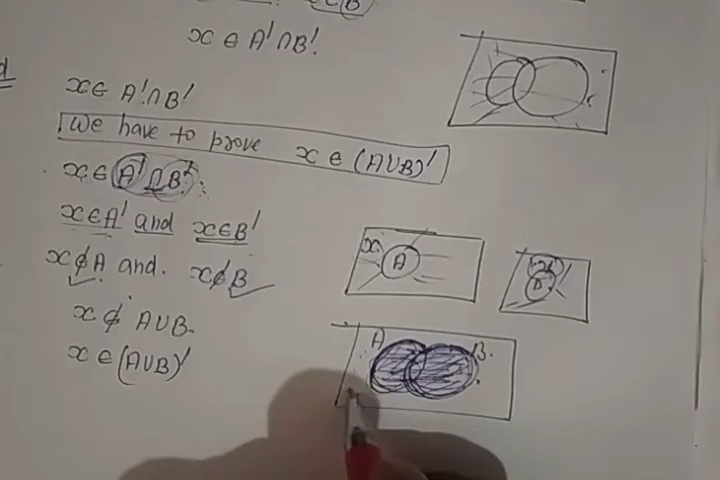 ∈B
x ∈ A'∩B'.
x∈ A'∩B'
We have to prove x ∈ (A∪B)'
x∈ A'∩B'.
x∈A' and x∈B'
x∉A and. x∉B
x∉ A∪B.
x∈(A∪B)'
x A
A B